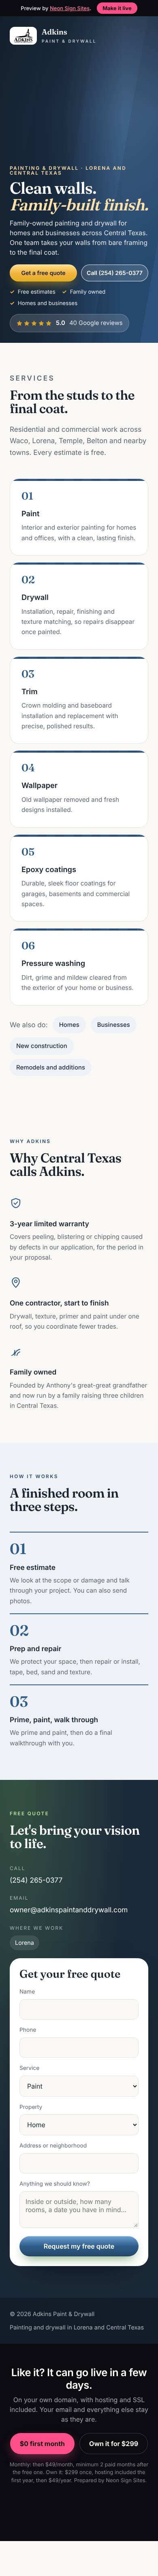 Preview by Neon Sign Sites. Make it live
ADKINS
Adkins
PAINT & DRYWALL
PAINTING & DRYWALL · LORENA AND
CENTRAL TEXAS
Clean walls.
Family-built finish.
Family-owned painting and drywall for
homes and businesses across Central Texas.
One team takes your walls from bare framing
to the final coat.
Get a free quote
Call (254) 265-0377
Free estimates
Family owned
Homes and businesses
★★★★★ 5.0 40 Google reviews
SERVICES
From the studs to the
final coat.
Residential and commercial work across
Waco, Lorena, Temple, Belton and nearby
towns. Every estimate is free.
01
Paint
Interior and exterior painting for homes
and offices, with a clean, lasting finish.
02
Drywall
Installation, repair, finishing and
texture matching, so repairs disappear
once painted.
03
Trim
Crown molding and baseboard
installation and replacement with
precise, polished results.
04
Wallpaper
Old wallpaper removed and fresh
designs installed.
05
Epoxy coatings
Durable, sleek floor coatings for
garages, basements and commercial
spaces.
06
Pressure washing
Dirt, grime and mildew cleared from
the exterior of your home or business.
We also do:
Homes
Businesses
New construction
Remodels and additions
WHY ADKINS
Why Central Texas
calls Adkins.
3-year limited warranty
Covers peeling, blistering or chipping caused
by defects in our application, for the period in
your proposal.
One contractor, start to finish
Drywall, texture, primer and paint under one
roof, so you coordinate fewer trades.
Family owned
Founded by Anthony's great-great grandfather
and now run by a family raising three children
in Central Texas.
HOW IT WORKS
A finished room in
three steps.
01
Free estimate
We look at the scope or damage and talk
through your project. You can also send
photos.
02
Prep and repair
We protect your space, then repair or install,
tape, bed, sand and texture.
03
Prime, paint, walk through
We prime and paint, then do a final
walkthrough with you.
FREE QUOTE
Let's bring your vision
to life.
CALL
(254) 265-0377
EMAIL
owner@adkinspaintanddrywall.com
WHERE WE WORK
Lorena
Get your free quote
Name
Phone
Service
Paint
Property
Home
Address or neighborhood
Anything we should know?
Inside or outside, how many
rooms, a date you have in mind...
Request my free quote
© 2026 Adkins Paint & Drywall
Painting and drywall in Lorena and Central Texas
Like it? It can go live in a few
days.
On your own domain, with hosting and SSL
included. Your email and everything else stay
as they are.
$0 first month
Own it for $299
Monthly: then $49/month, minimum 2 paid months after
the free one. Own it: $299 once, hosting included the
first year, then $49/year. Prepared by Neon Sign Sites.